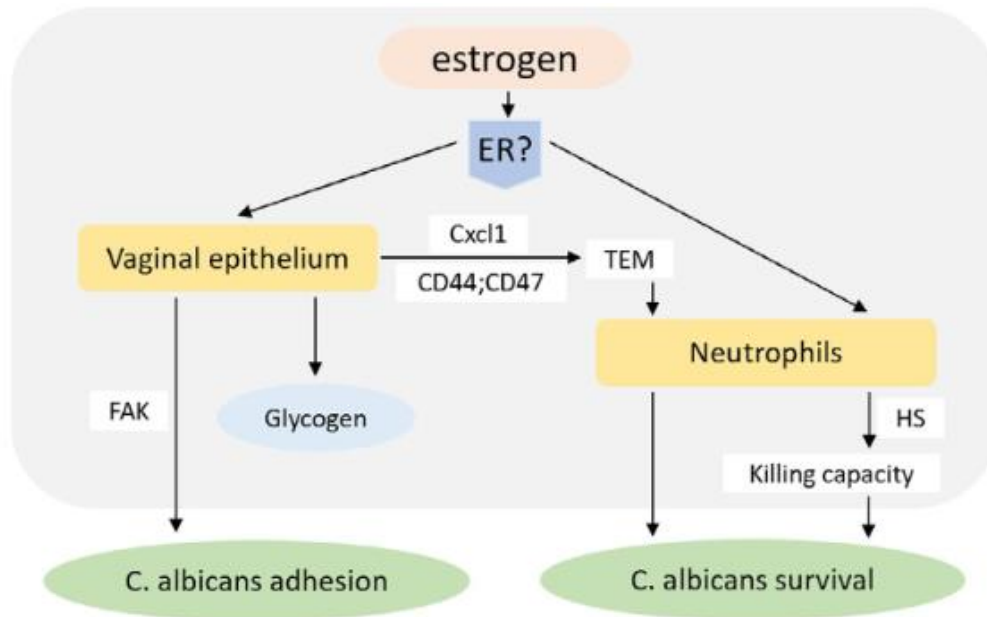 estrogen
ER?
Vaginal epithelium
Cxcl1
CD44;CD47
TEM
Neutrophils
FAK
Glycogen
HS
Killing capacity
C. albicans adhesion
C. albicans survival